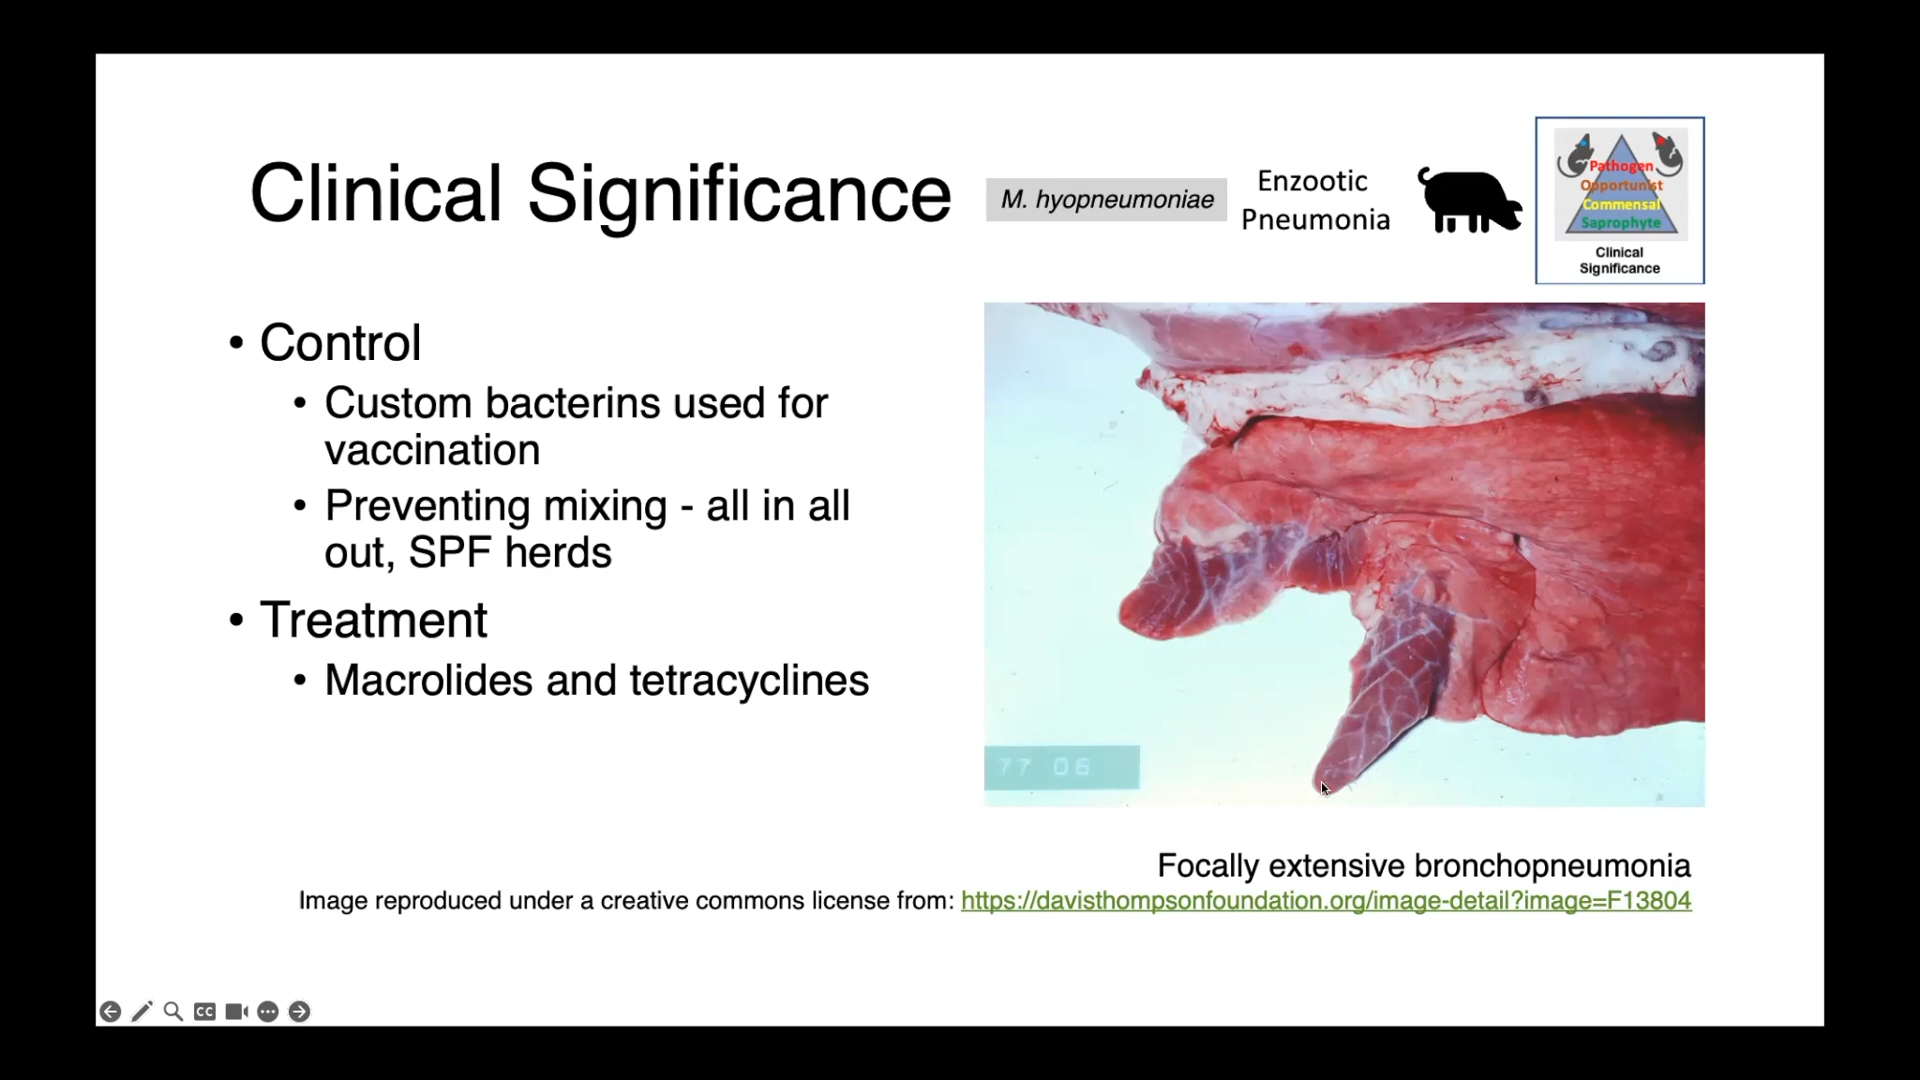 Clinical Significance
M. hyopneumoniae
Enzootic
Pneumonia
Pathogen
Opportunist
Commensal
Saprophyte
Clinical
Significance
• Control
• Custom bacterins used for
vaccination
• Preventing mixing - all in all
out, SPF herds
• Treatment
• Macrolides and tetracyclines
77 06
Focally extensive bronchopneumonia
Image reproduced under a creative commons license from: https://davisthompsonfoundation.org/image-detail?image=F13804
CC